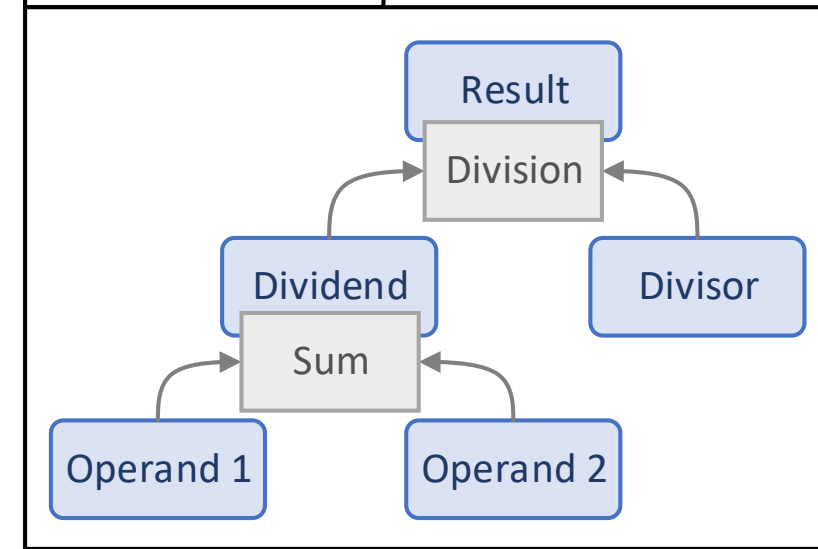 Result
Division
Dividend
Divisor
Sum
Operand 1
Operand 2